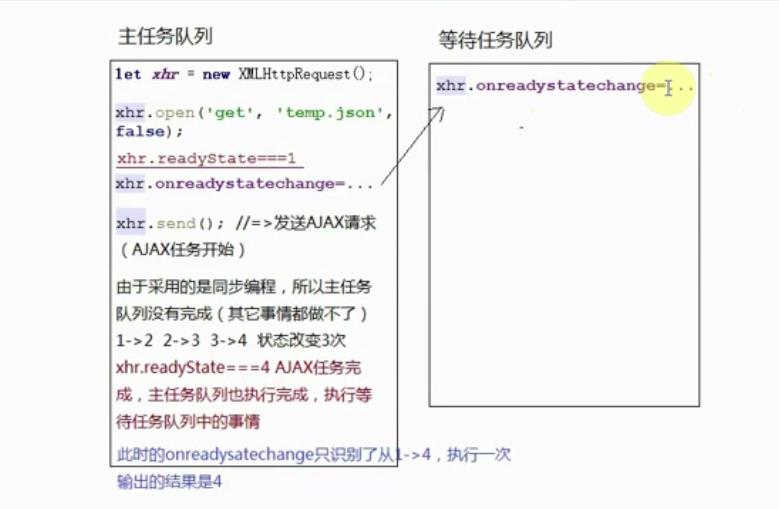 主任务队列
let xhr = new XMLHttpRequest();
xhr.open('get', 'temp.json',
false);
xhr.readyState===1
xhr.onreadystatechange=...
xhr.send(); //=>发送AJAX请求
（AJAX任务开始）
由于采用的是同步编程，所以主任务
队列没有完成（其它事情都做不了）
1->2 2->3 3->4 状态改变3次
xhr.readyState===4 AJAX任务完
成，主任务队列也执行完成，执行等
待任务队列中的事情
此时的onreadysatechange只识别了从1->4，执行一次
输出的结果是4
等待任务队列
xhr.onreadystatechange=...